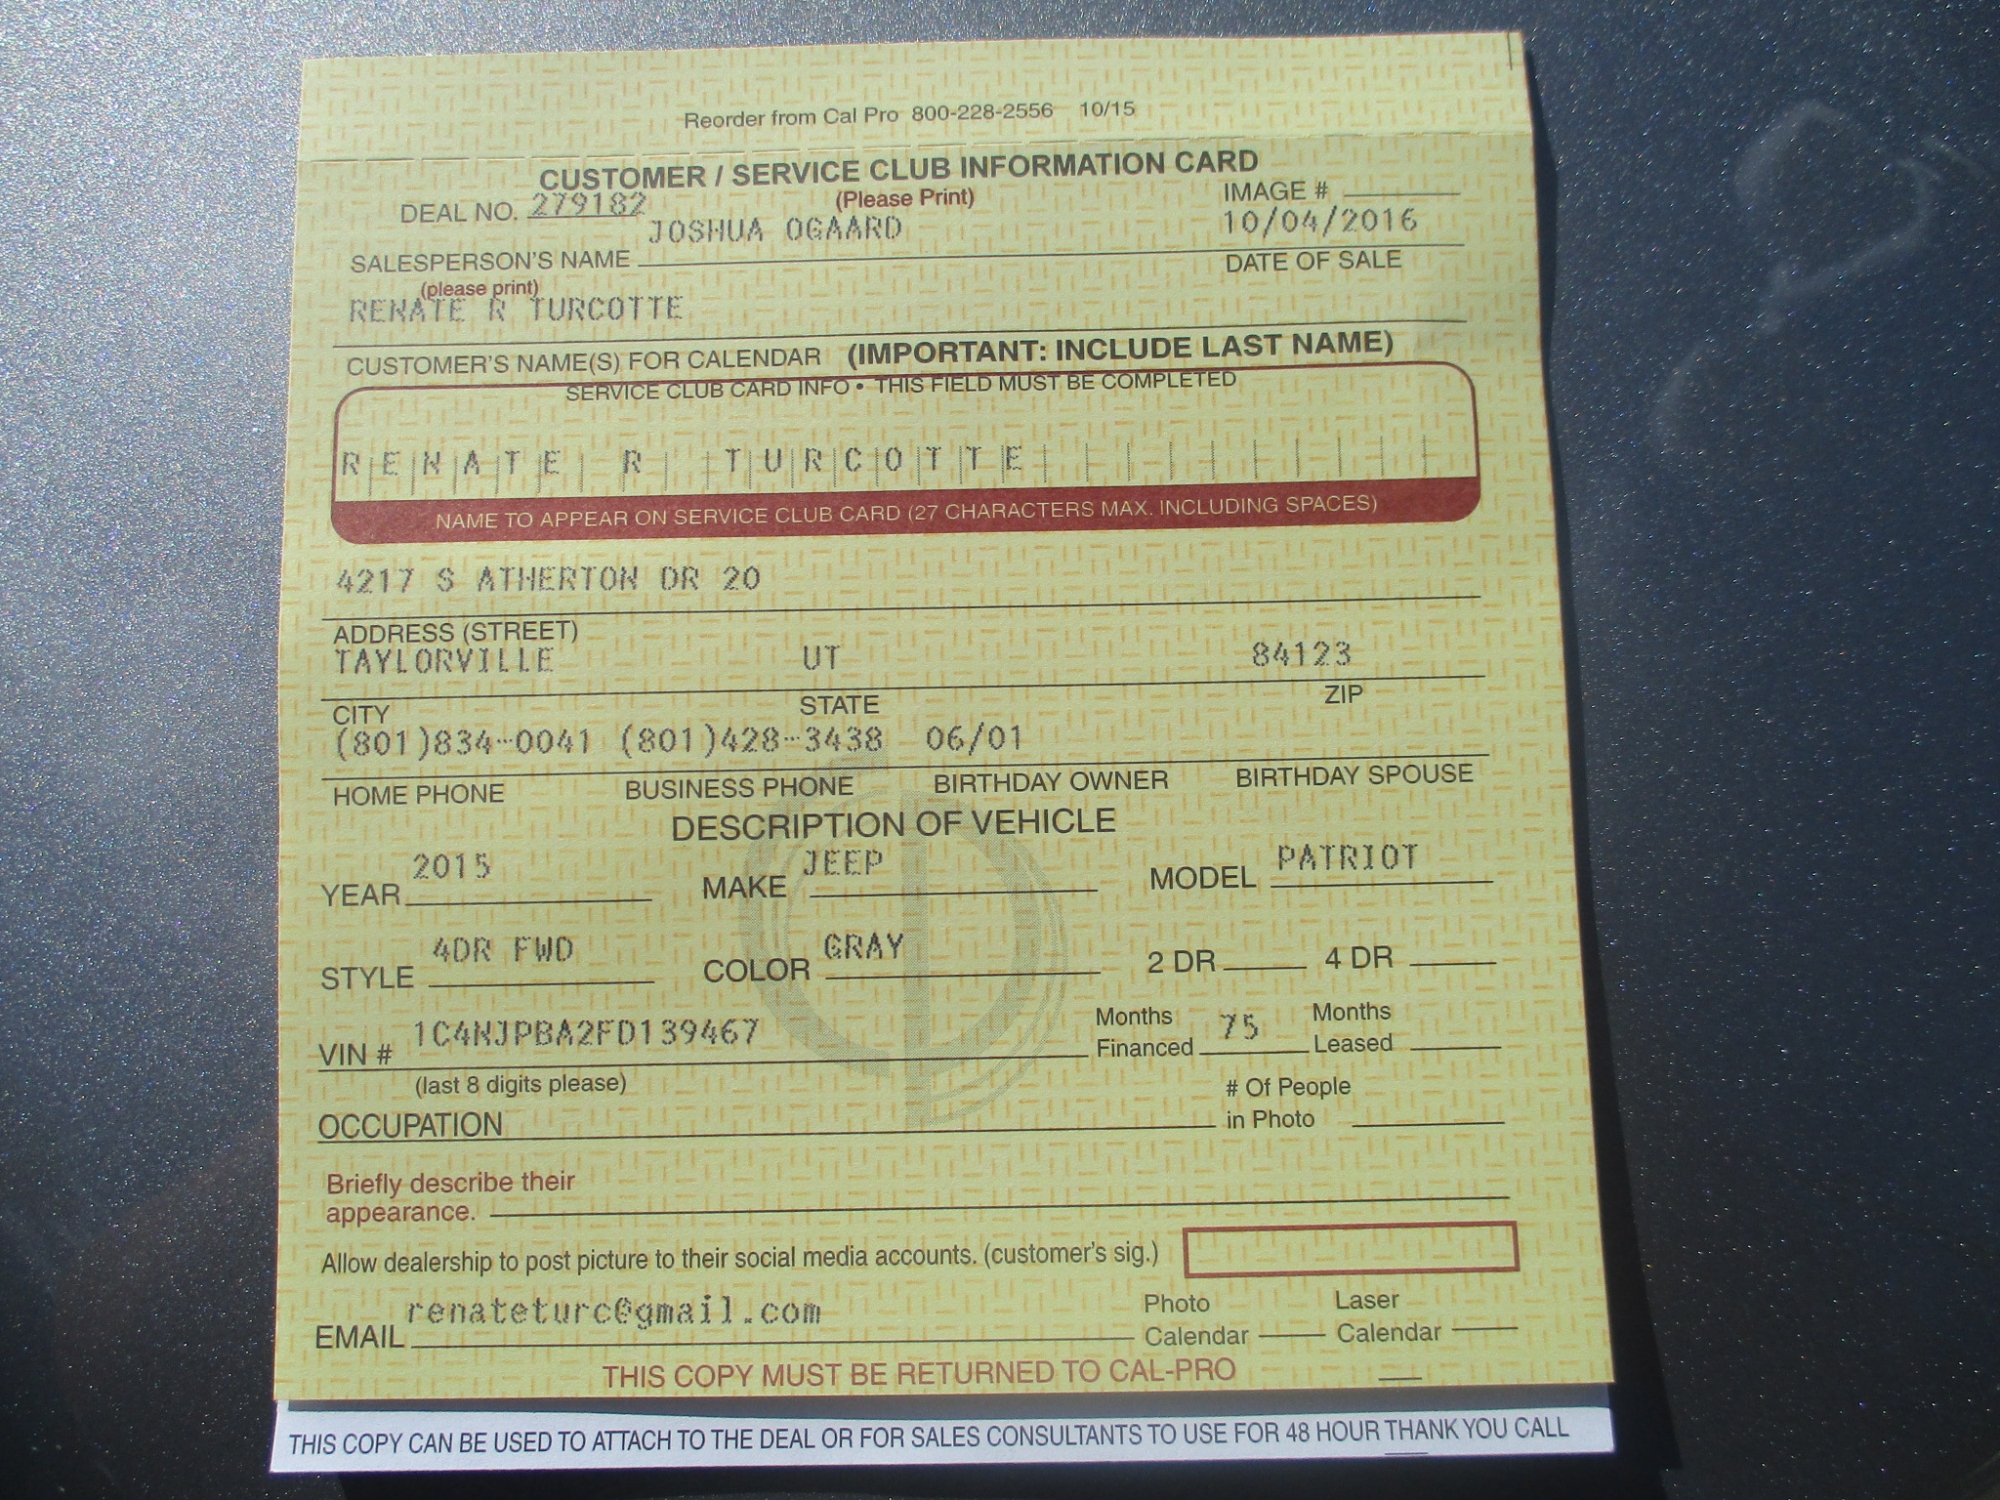 Reorder from Cal Pro 800-228-2556 10/15
CUSTOMER / SERVICE CLUB INFORMATION CARD
DEAL NO. 279182 (Please Print) IMAGE #
JOSHUA OGAARD 10/04/2016
SALESPERSON'S NAME DATE OF SALE
(please print)
RENATE R TURCOTTE
CUSTOMER'S NAME(S) FOR CALENDAR (IMPORTANT: INCLUDE LAST NAME)
SERVICE CLUB CARD INFO • THIS FIELD MUST BE COMPLETED
RENATE R TURCOTTE
NAME TO APPEAR ON SERVICE CLUB CARD (27 CHARACTERS MAX. INCLUDING SPACES)
4217 S ATHERTON DR 20
ADDRESS (STREET)
TAYLORVILLE UT 84123
CITY STATE ZIP
(801)834-0041 (801)428-3438 06/01
HOME PHONE BUSINESS PHONE BIRTHDAY OWNER BIRTHDAY SPOUSE
DESCRIPTION OF VEHICLE
YEAR 2015 MAKE JEEP MODEL PATRIOT
STYLE 4DR FWD COLOR GRAY 2 DR 4 DR
VIN # 1C4NJPBA2FD139467 Months Financed 75 Months Leased
(last 8 digits please) # Of People
OCCUPATION in Photo
Briefly describe their
appearance.
Allow dealership to post picture to their social media accounts. (customer's sig.)
EMAIL renateturc@gmail.com Photo Calendar Laser Calendar
THIS COPY MUST BE RETURNED TO CAL-PRO
THIS COPY CAN BE USED TO ATTACH TO THE DEAL OR FOR SALES CONSULTANTS TO USE FOR 48 HOUR THANK YOU CALL